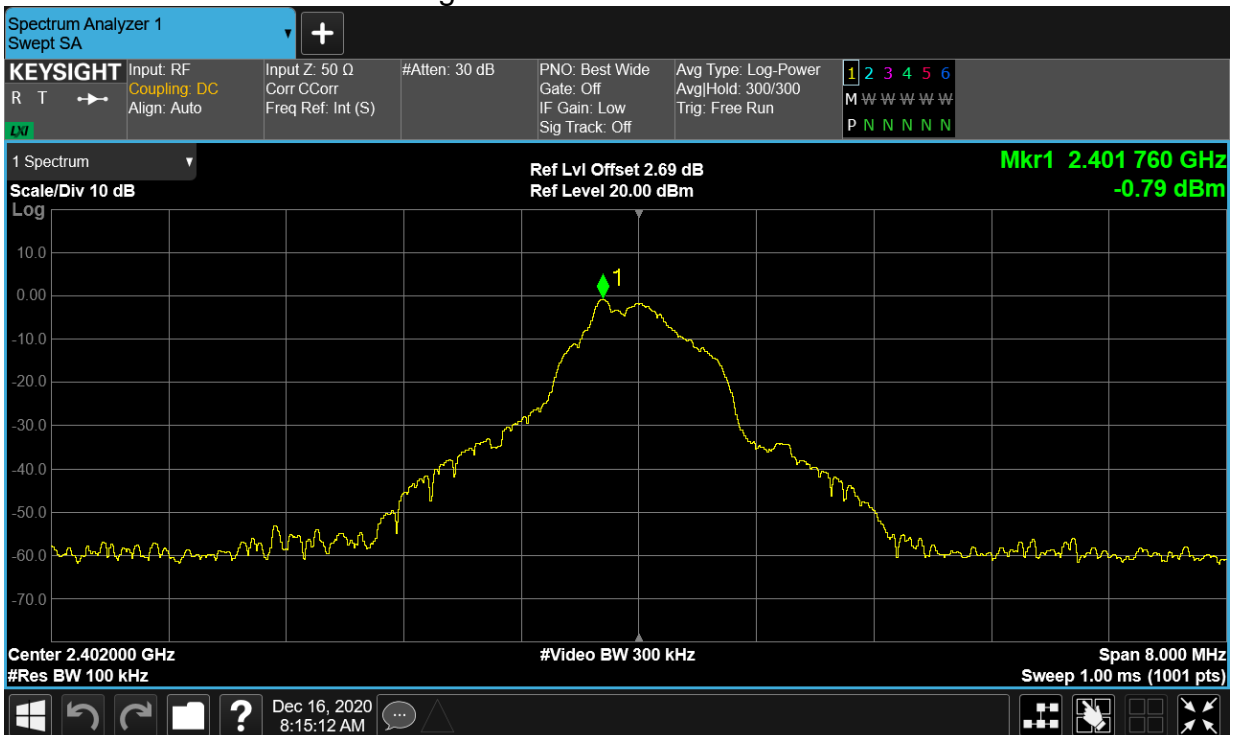 Spectrum Analyzer 1
Swept SA
+
KEYSIGHT
R T
LXI
Input: RF
Coupling: DC
Align: Auto
Input Z: 50 Ω
Corr CCorr
Freq Ref: Int (S)
#Atten: 30 dB
PNO: Best Wide
Gate: Off
IF Gain: Low
Sig Track: Off
Avg Type: Log-Power
Avg|Hold: 300/300
Trig: Free Run
1 2 3 4 5 6
M W W W W W
P N N N N N
1 Spectrum
Scale/Div 10 dB
Log
Ref Lvl Offset 2.69 dB
Ref Level 20.00 dBm
Mkr1 2.401 760 GHz
-0.79 dBm
10.0
0.00
-10.0
-20.0
-30.0
-40.0
-50.0
-60.0
-70.0
1
Center 2.402000 GHz
#Res BW 100 kHz
#Video BW 300 kHz
Span 8.000 MHz
Sweep 1.00 ms (1001 pts)
?
Dec 16, 2020
8:15:12 AM